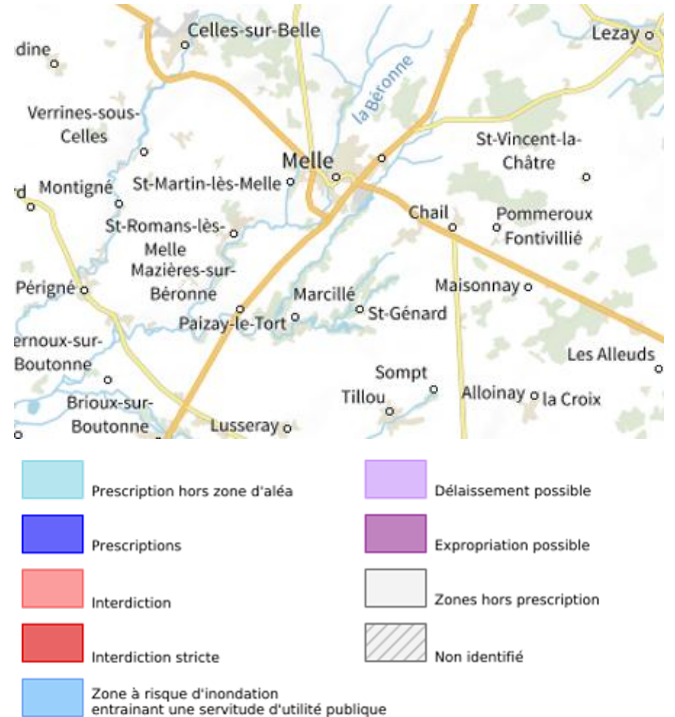 Celles-sur-Belle
Lezay
dine
la Béronne
Verrines-sous-
Celles
St-Vincent-la-
Châtre
Melle
d
Montigné
St-Martin-lès-Melle
Chail
Pommeroux
Fontivillié
St-Romans-lès-
Melle
Mazières-sur-
Béronne
Périgné
Marcillé
Maisonnay
Paizay-le-Tort
St-Génard
ernoux-sur-
Boutonne
Les Alleuds
Sompt
Brioux-sur-
Boutonne
Tillou
Alloinay
la Croix
Lusseray
Prescription hors zone d'aléa
Délaissement possible
Prescriptions
Expropriation possible
Interdiction
Zones hors prescription
Interdiction stricte
Non identifié
Zone à risque d'inondation
entrainant une servitude d'utilité publique